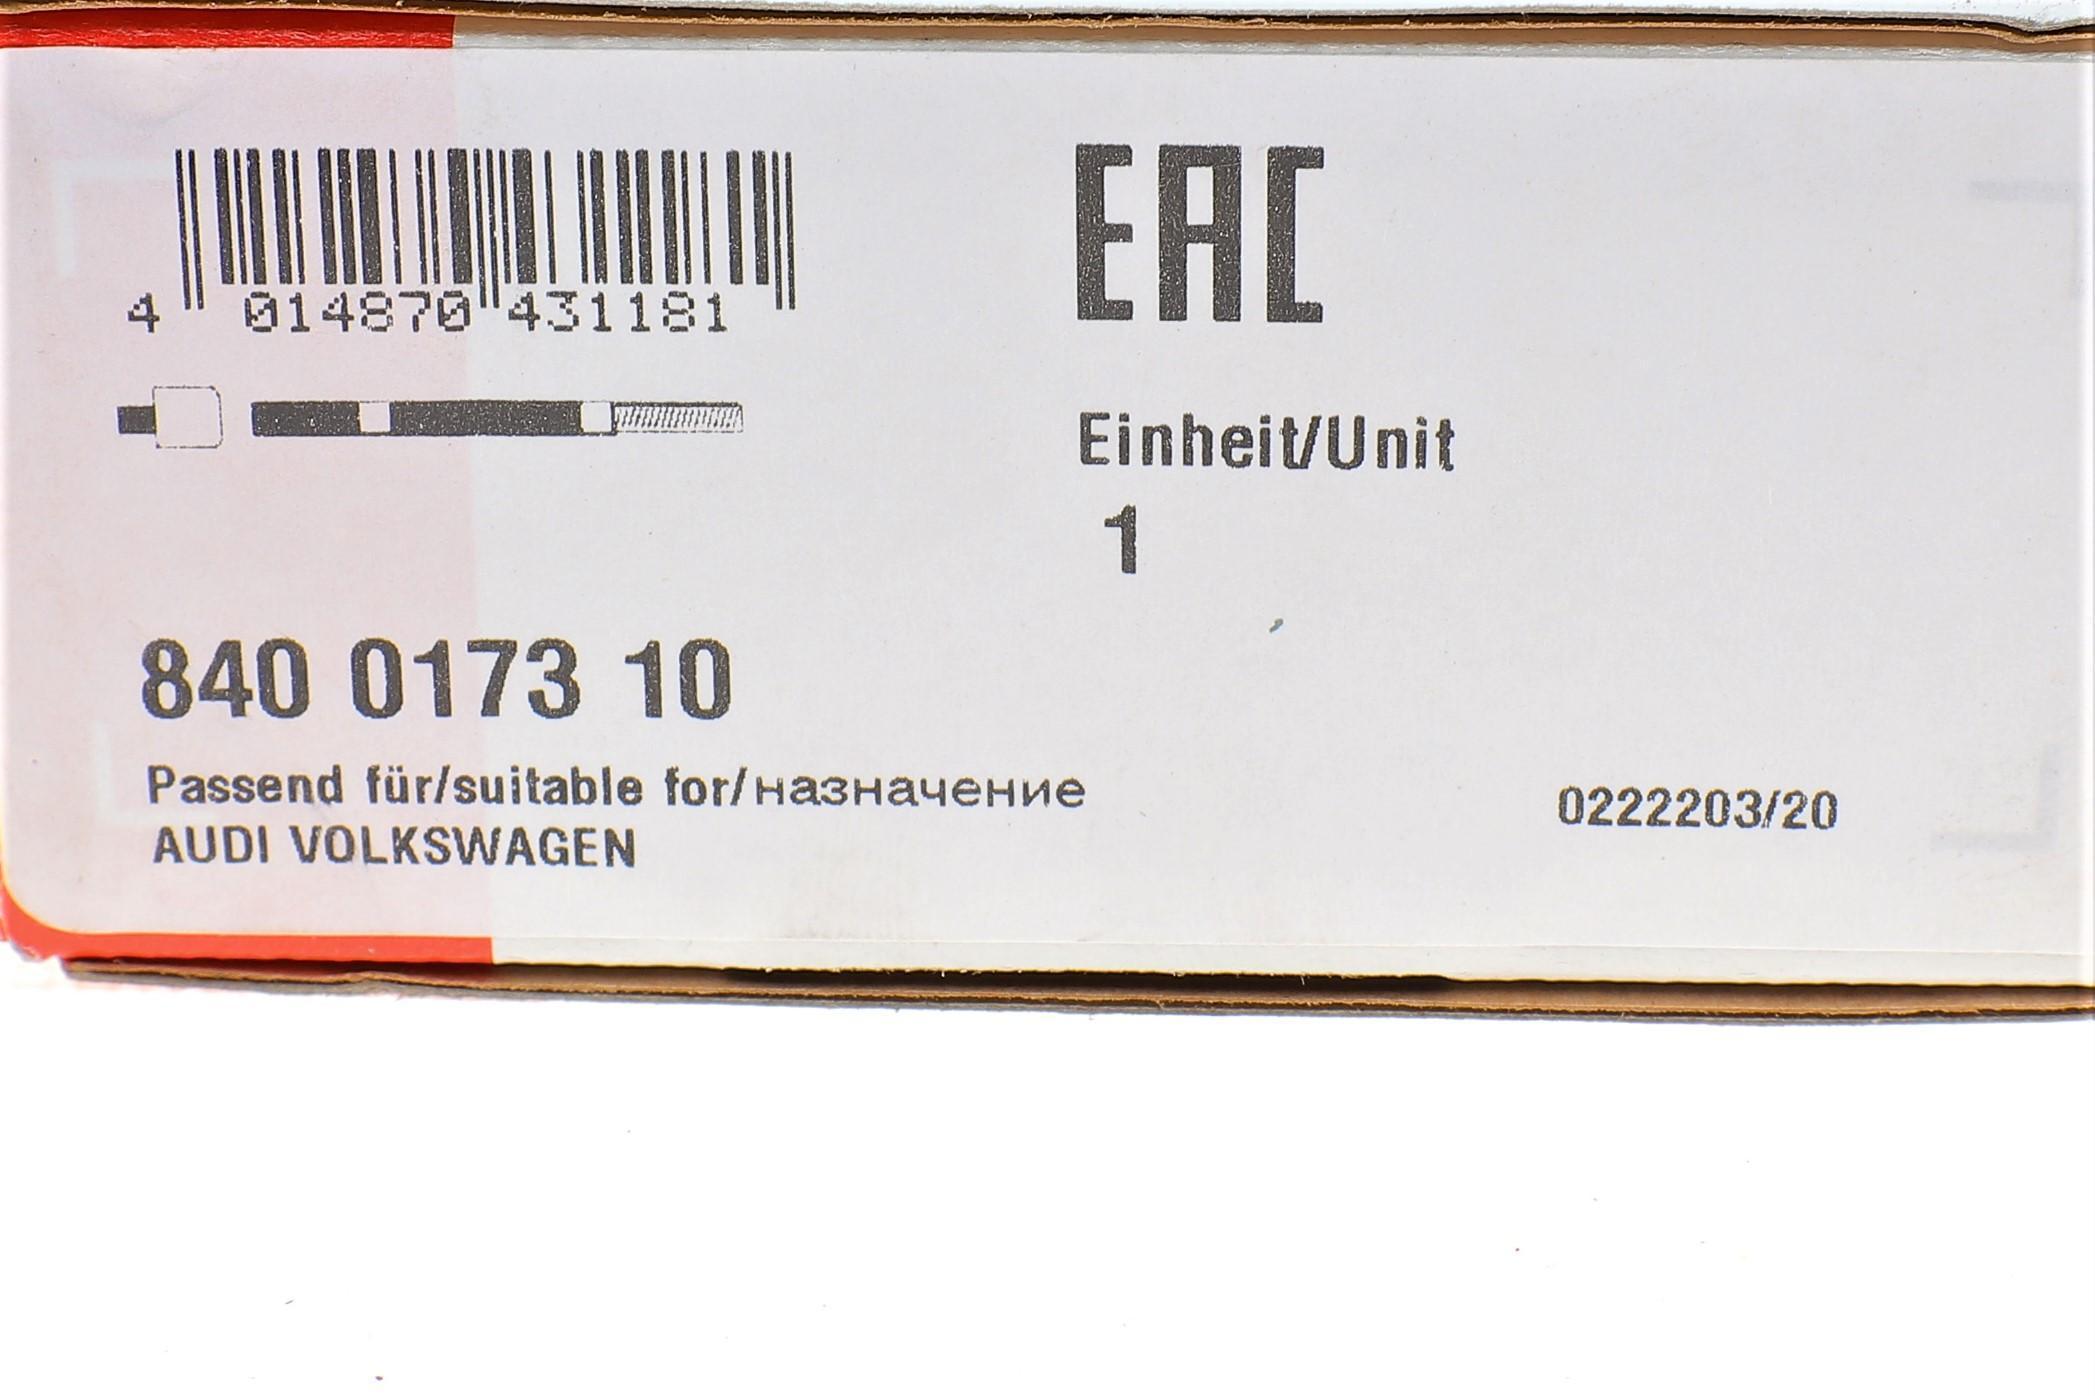 4 014870 431181
EAC
Einheit/Unit
1
840 0173 10
Passend für/suitable for/назначение
AUDI VOLKSWAGEN
0222203/20